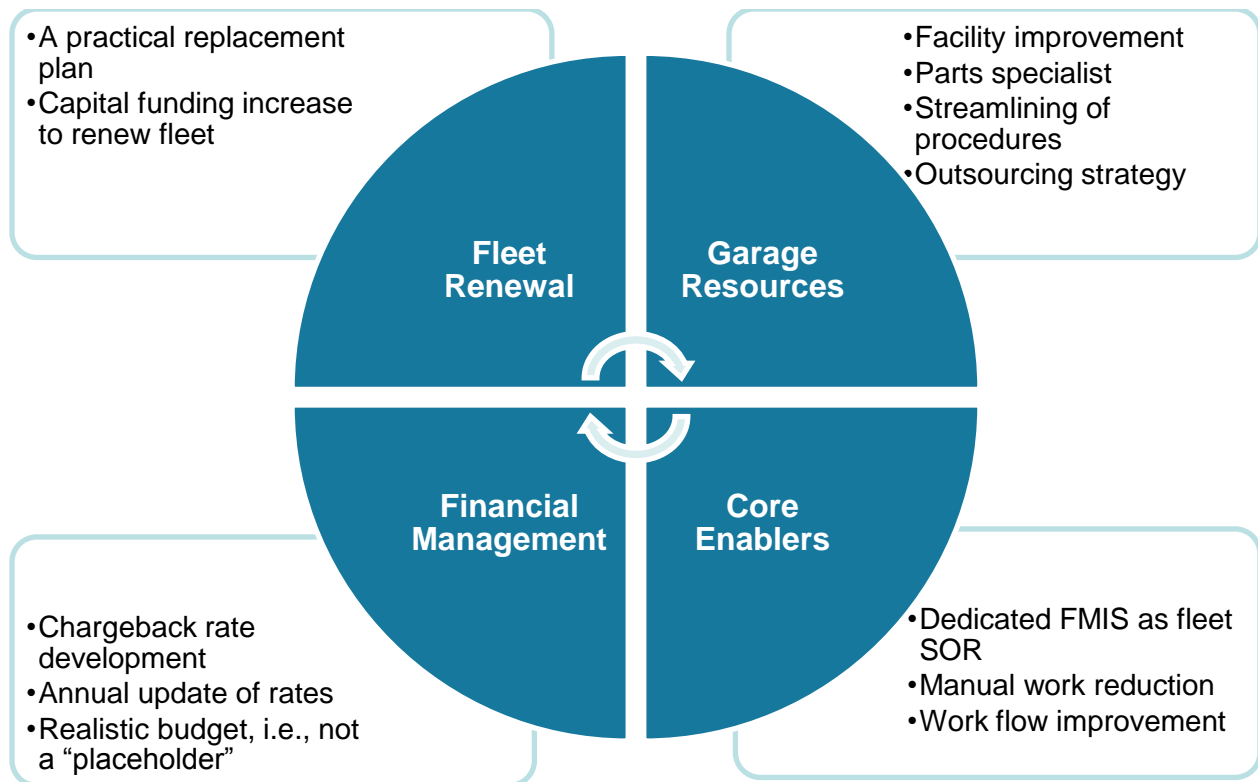 •A practical replacement
plan
•Capital funding increase
to renew fleet
•Facility improvement
•Parts specialist
•Streamlining of
procedures
•Outsourcing strategy
Fleet
Renewal
Garage
Resources
Financial
Management
Core
Enablers
•Chargeback rate
development
•Annual update of rates
•Realistic budget, i.e., not
a “placeholder”
•Dedicated FMIS as fleet
SOR
•Manual work reduction
•Work flow improvement